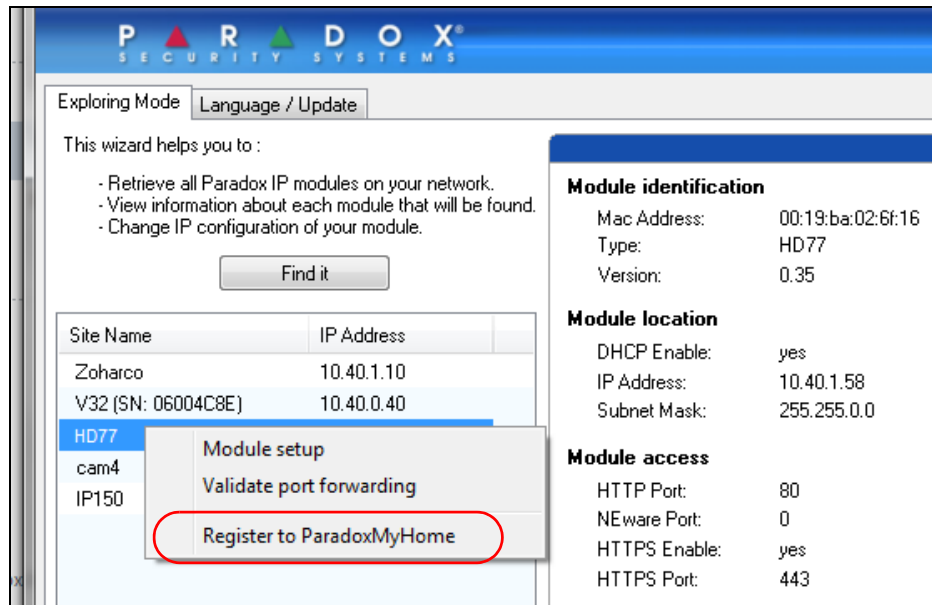 PARADOX®
SECURITY SYSTEMS
Exploring Mode
Language / Update
This wizard helps you to :
- Retrieve all Paradox IP modules on your network.
- View information about each module that will be found.
- Change IP configuration of your module.
Find it
Site Name IP Address
Zoharco 10.40.1.10
V32 (SN: 06004C8E) 10.40.0.40
HD77
cam4
IP150
Module setup
Validate port forwarding
Register to ParadoxMyHome
Module identification
Mac Address: 00:19:ba:02:6f:16
Type: HD77
Version: 0.35
Module location
DHCP Enable: yes
IP Address: 10.40.1.58
Subnet Mask: 255.255.0.0
Module access
HTTP Port: 80
NEware Port: 0
HTTPS Enable: yes
HTTPS Port: 443